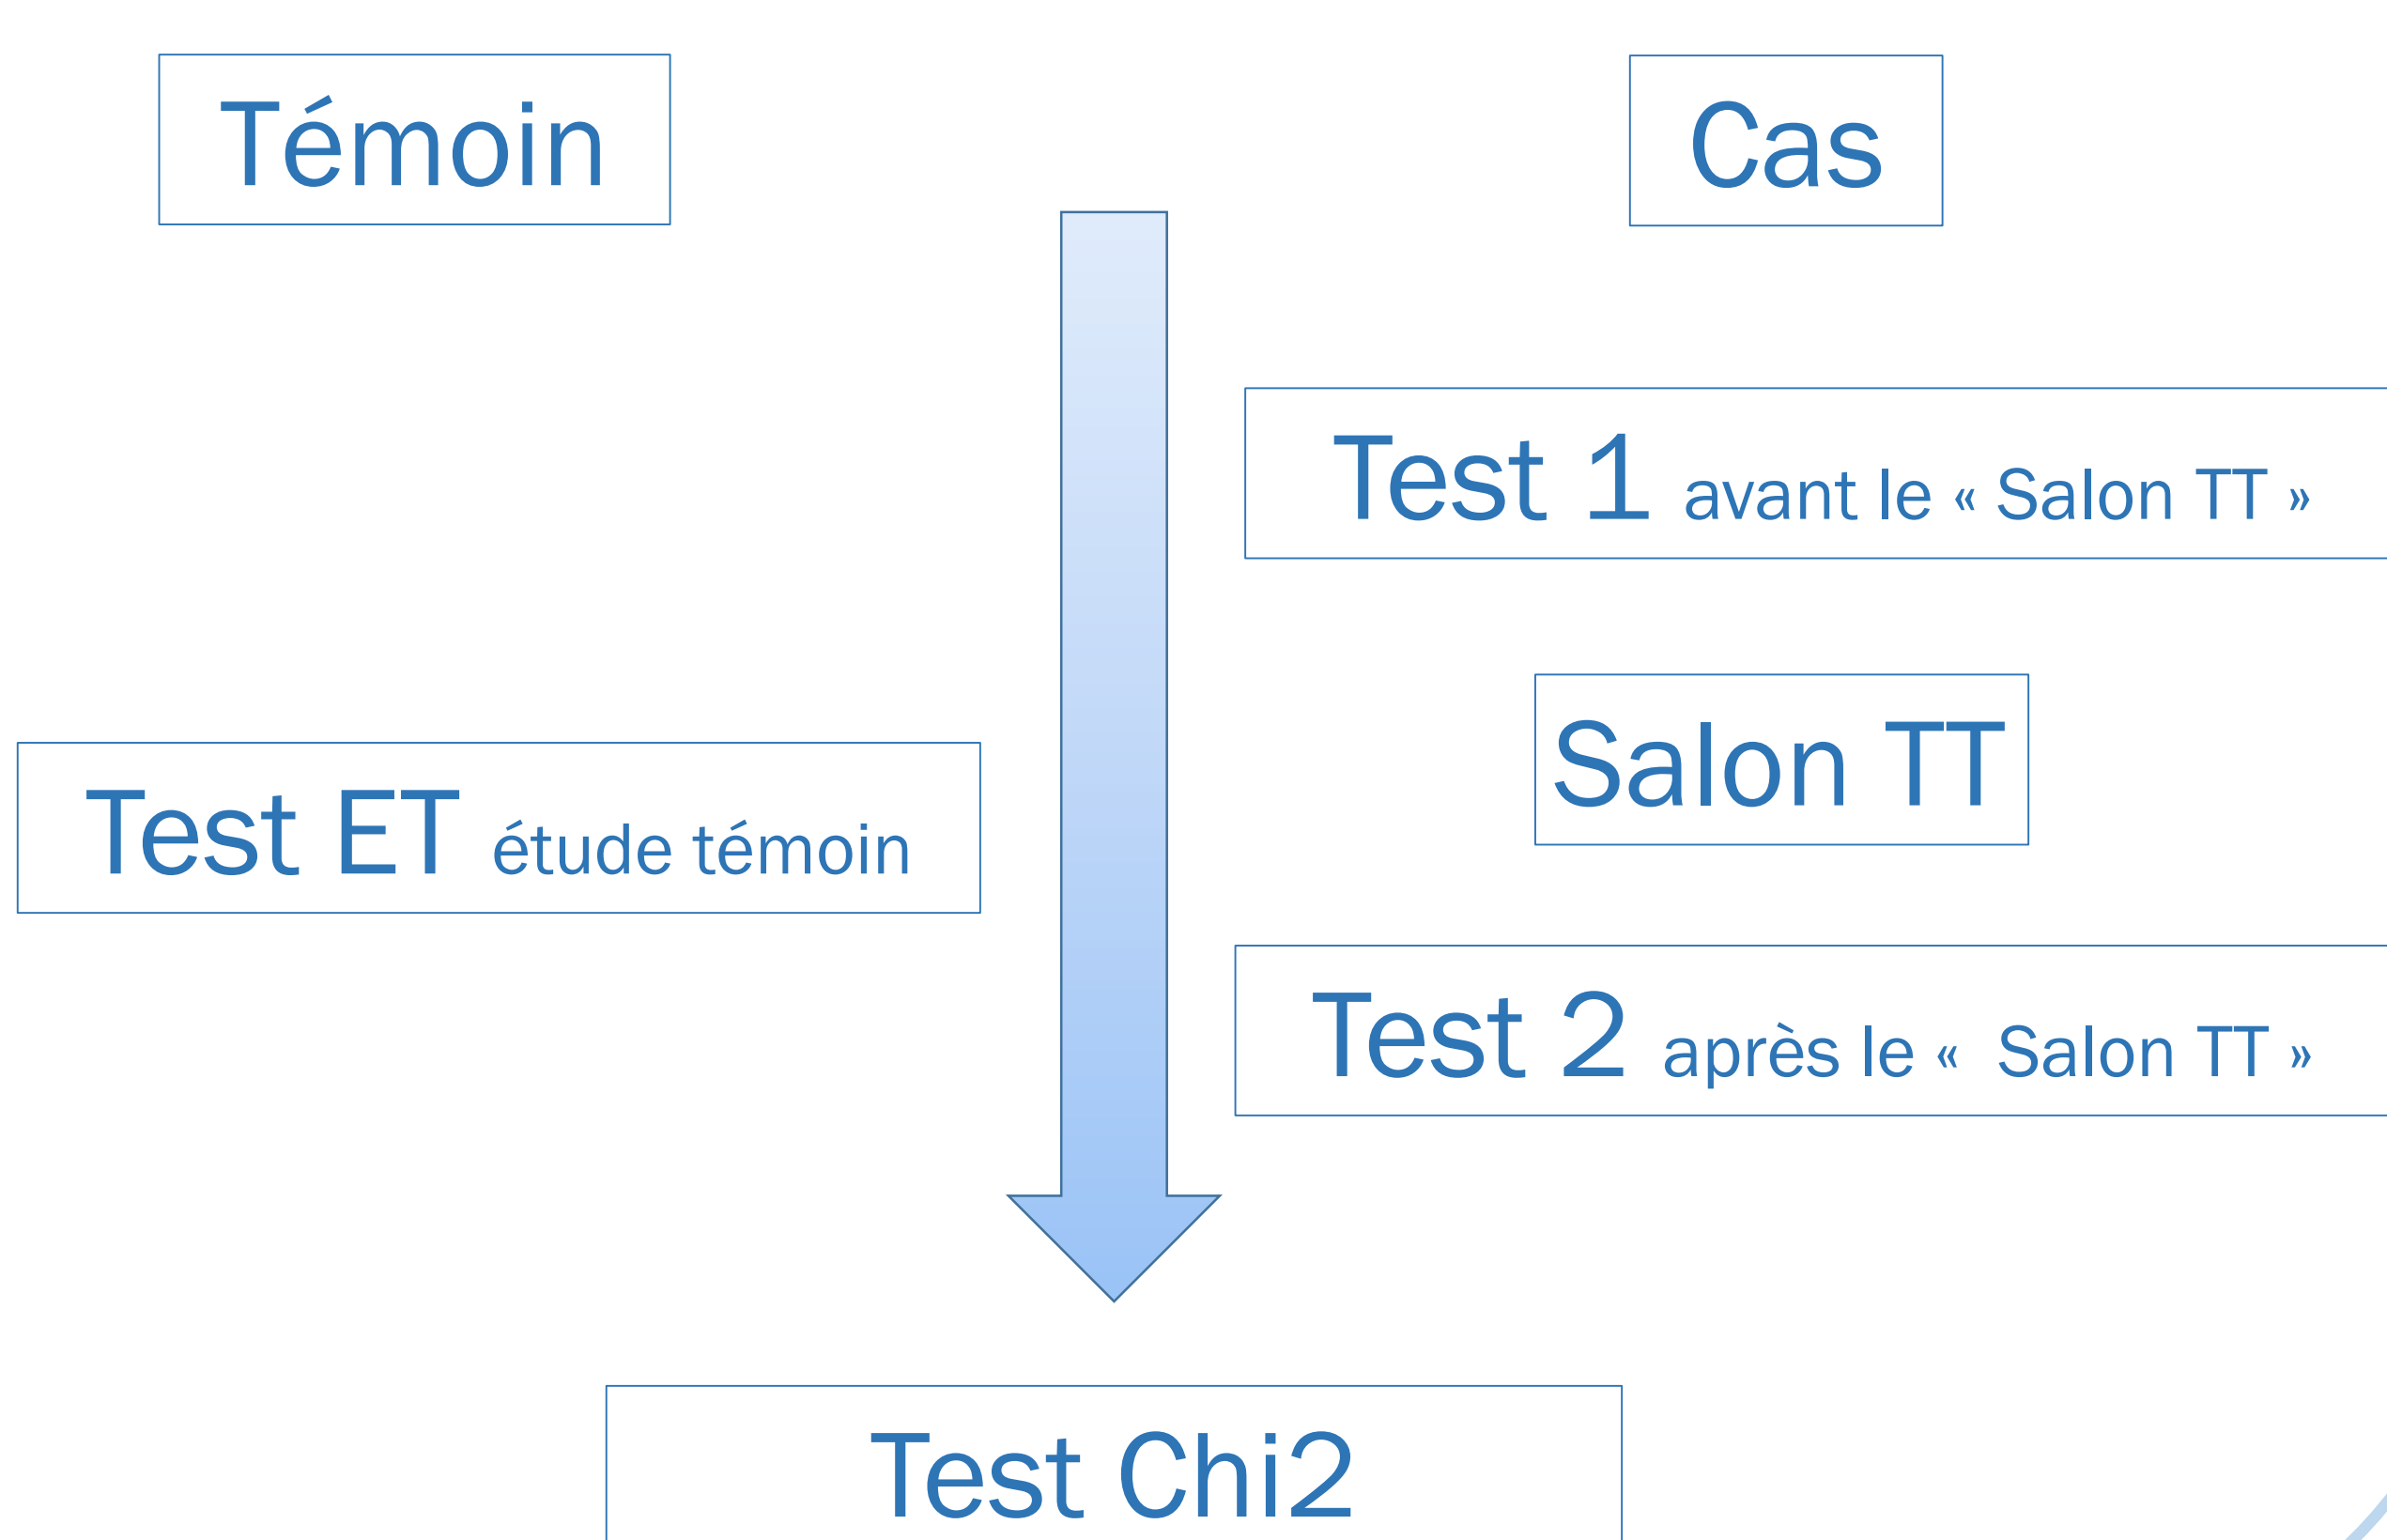 Témoin
Cas
Test 1 avant le « Salon TT »
Salon TT
Test ET étude témoin
Test 2 après le « Salon TT »
Test Chi2